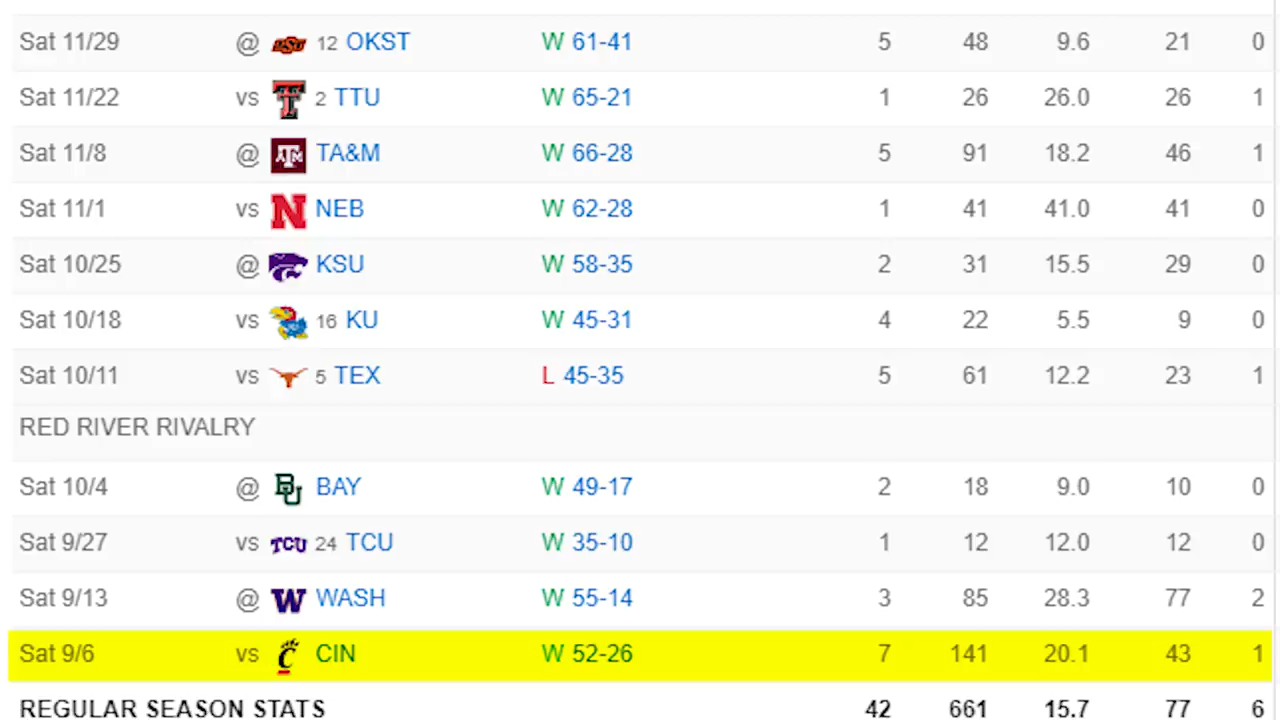 Sat 11/29 @ OSU 12 OKST W 61-41 5 48 9.6 21 0
Sat 11/22 vs T 2 TTU W 65-21 1 26 26.0 26 1
Sat 11/8 @ ATM TA&M W 66-28 5 91 18.2 46 1
Sat 11/1 vs N NEB W 62-28 1 41 41.0 41 0
Sat 10/25 @ KSU W 58-35 2 31 15.5 29 0
Sat 10/18 vs 16 KU W 45-31 4 22 5.5 9 0
Sat 10/11 vs 5 TEX L 45-35 5 61 12.2 23 1
RED RIVER RIVALRY
Sat 10/4 @ BU BAY W 49-17 2 18 9.0 10 0
Sat 9/27 vs TCU 24 TCU W 35-10 1 12 12.0 12 0
Sat 9/13 @ W WASH W 55-14 3 85 28.3 77 2
Sat 9/6 vs C CIN W 52-26 7 141 20.1 43 1
REGULAR SEASON STATS 42 661 15.7 77 6